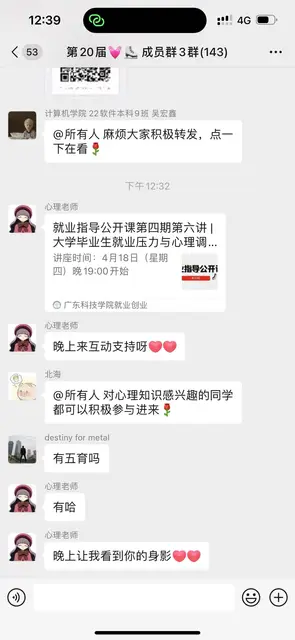 12:39
4G
53
第20届💓⛸️成员群3群(143)
计算机学院 22软件本科9班 吴宏鑫
@所有人 麻烦大家积极转发，点一
下在看🌹
下午12:32
心理老师
就业指导公开课第四期第六讲 |
大学毕业生就业压力与心理调...
讲座时间：4月18日（星期
四）晚19:00开始
广东科技学院就业创业
心理老师
晚上来互动支持呀❤️❤️
北海
@所有人 对心理知识感兴趣的同学
都可以积极参与进来🌹
destiny for metal
有五育吗
心理老师
有哈
心理老师
晚上让我看到你的身影❤️❤️